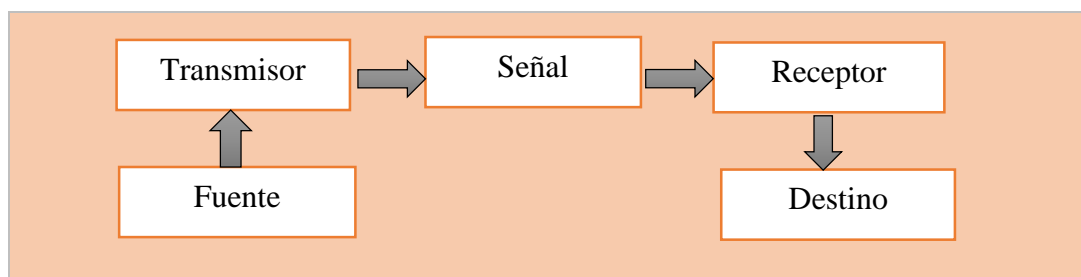 Transmisor
Señal
Receptor
Fuente
Destino